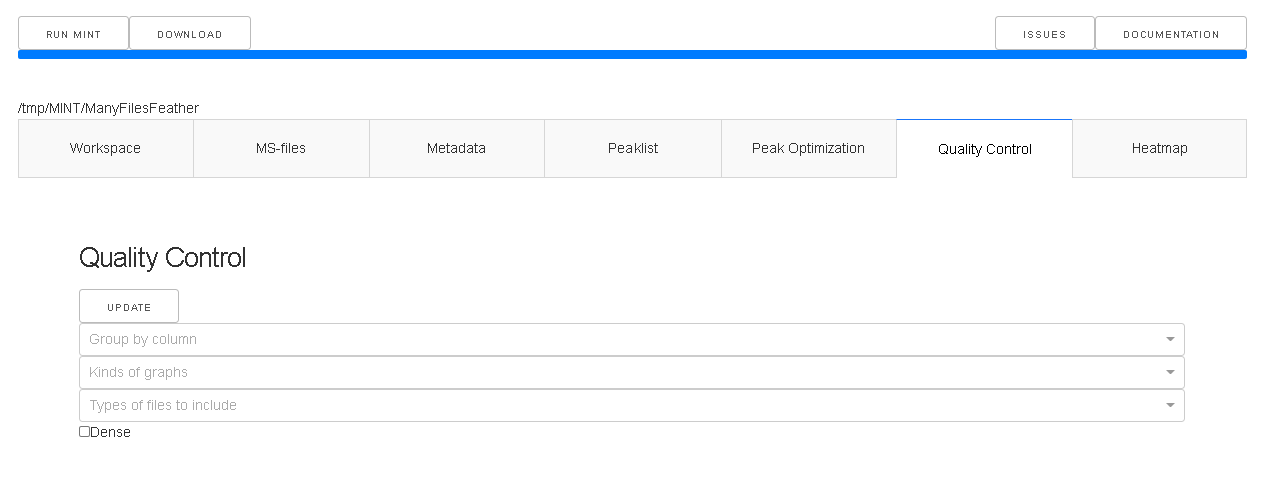 RUN MINT DOWNLOAD ISSUES DOCUMENTATION
/tmp/MINT/ManyFilesFeather
Workspace MS-files Metadata Peaklist Peak Optimization Quality Control Heatmap
Quality Control
UPDATE
Group by column
Kinds of graphs
Types of files to include
Dense